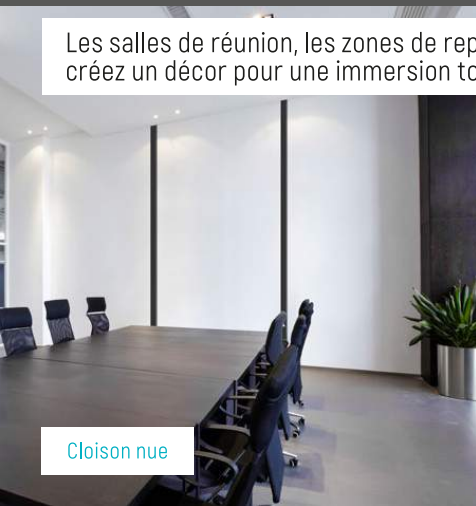 Les salles de réunion, les zones de rep
créez un décor pour une immersion to
Cloison nue